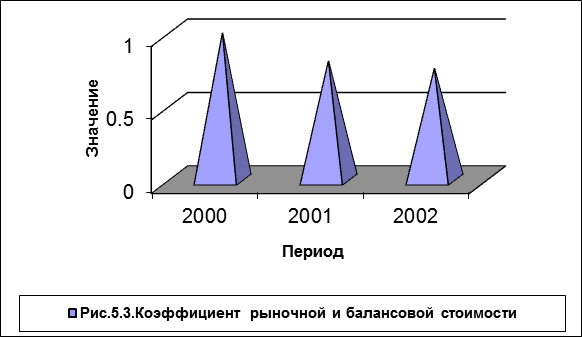 1
0.5
0
Значение
2000 2001 2002
Период
Рис.5.3.Коэффициент рыночной и балансовой стоимости